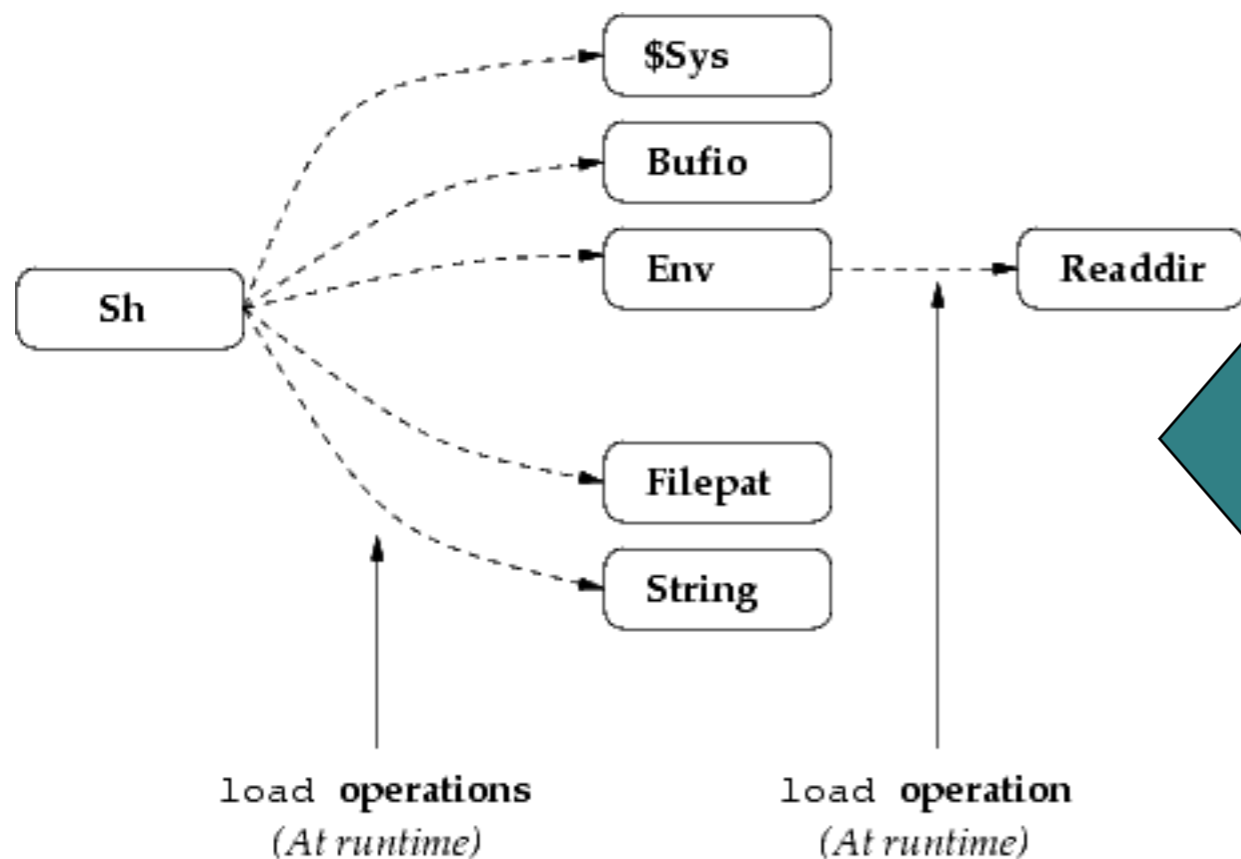 $Sys
Bufio
Env
Readdir
Sh
Filepat
String
load operations
(At runtime)
load operation
(At runtime)